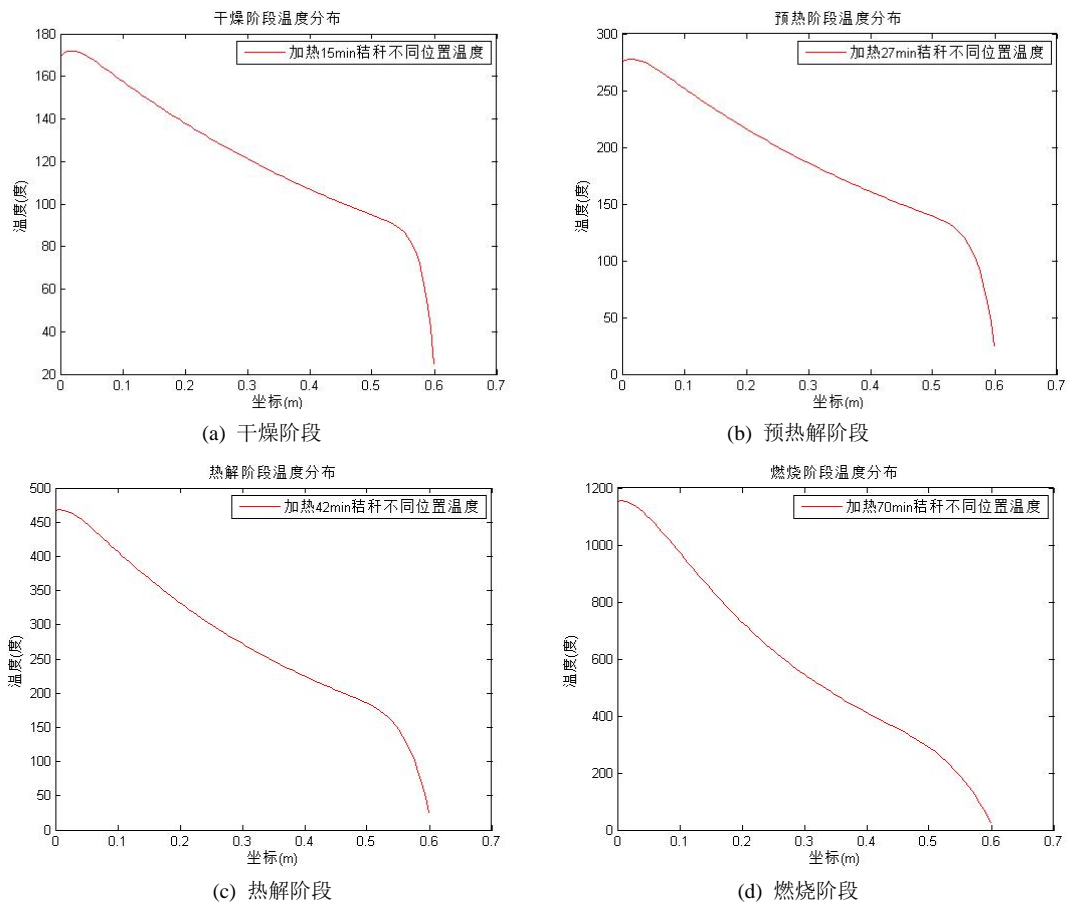 干燥阶段温度分布
加热15min秸秆不同位置温度
180
160
140
120
100
80
60
40
20
温度(度)
0 0.1 0.2 0.3 0.4 0.5 0.6 0.7
坐标(m)
(a) 干燥阶段
预热阶段温度分布
加热27min秸秆不同位置温度
300
250
200
150
100
50
0
温度(度)
0 0.1 0.2 0.3 0.4 0.5 0.6 0.7
坐标(m)
(b) 预热解阶段
热解阶段温度分布
加热42min秸秆不同位置温度
500
450
400
350
300
250
200
150
100
50
0
温度(度)
0 0.1 0.2 0.3 0.4 0.5 0.6 0.7
坐标(m)
(c) 热解阶段
燃烧阶段温度分布
加热70min秸秆不同位置温度
1200
1000
800
600
400
200
0
温度(度)
0 0.1 0.2 0.3 0.4 0.5 0.6 0.7
坐标(m)
(d) 燃烧阶段